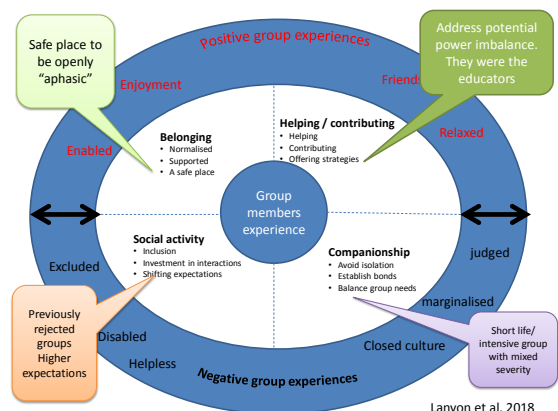 Safe place to
be openly
“aphasic”
Positive group experiences
Address potential
power imbalance.
They were the
educators
Enjoyment
Friends
Enabled
Relaxed
Belonging
• Normalised
• Supported
• A safe place
Helping / contributing
• Helping
• Contributing
• Offering strategies
Group
members
experience
Social activity
• Inclusion
• Investment in interactions
• Shifting expectations
Companionship
• Avoid isolation
• Establish bonds
• Balance group needs
Excluded
judged
Previously
rejected
groups
Higher
expectations
Disabled
marginalised
Helpless
Closed culture
Short life/
intensive group
with mixed
severity
Negative group experiences
Lanyon et al. 2018